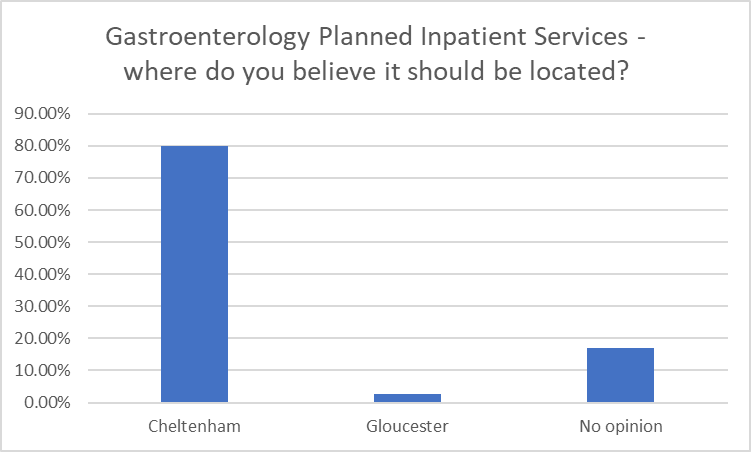 Gastroenterology Planned Inpatient Services -
where do you believe it should be located?
90.00%
80.00%
70.00%
60.00%
50.00%
40.00%
30.00%
20.00%
10.00%
0.00%
Cheltenham
Gloucester
No opinion